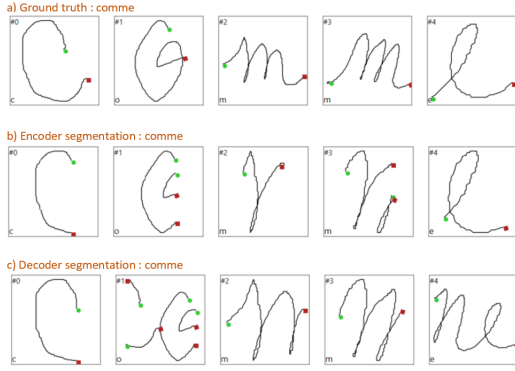 a) Ground truth : comme
#0 #1 #2 #3 #4
c o m m e
b) Encoder segmentation : comme
#0 #1 #2 #3 #4
c o m m e
c) Decoder segmentation : comme
#0 #1 #2 #3 #4
c o m m e